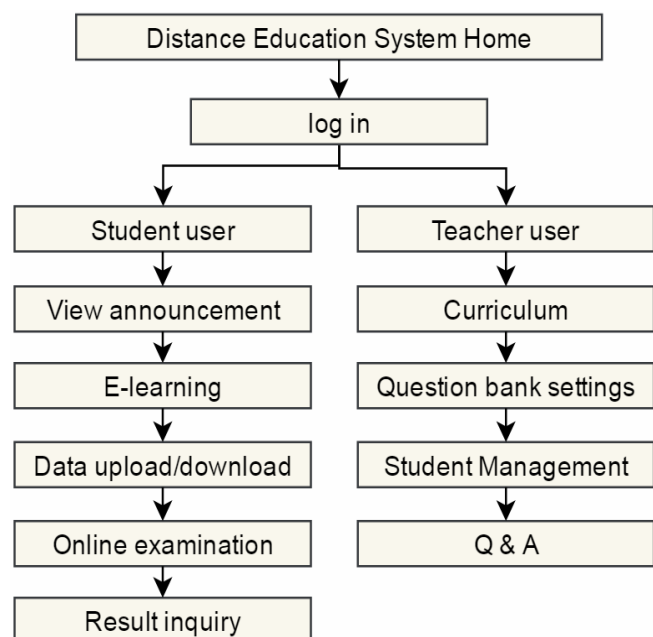 Distance Education System Home
log in
Student user
Teacher user
View announcement
Curriculum
E-learning
Question bank settings
Data upload/download
Student Management
Online examination
Q & A
Result inquiry